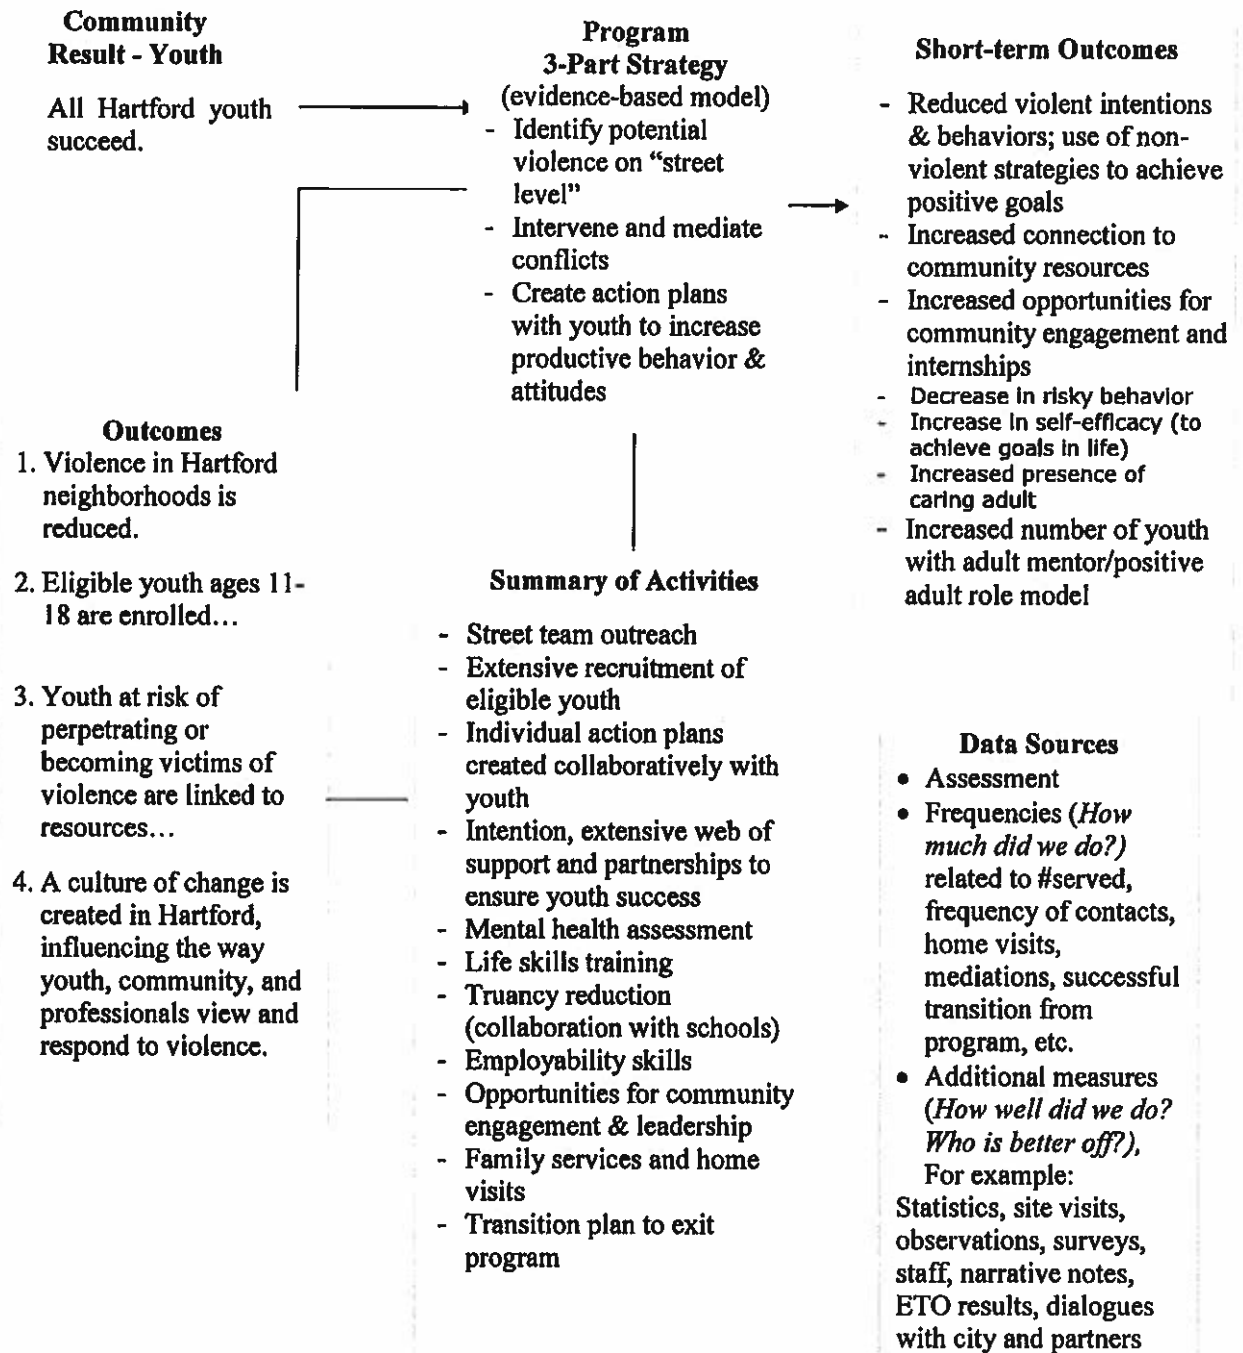 Community
Result - Youth
All Hartford youth
succeed.
Program
3-Part Strategy
(evidence-based model)
- Identify potential
violence on “street
level”
- Intervene and mediate
conflicts
- Create action plans
with youth to increase
productive behavior &
attitudes
Short-term Outcomes
- Reduced violent intentions
& behaviors; use of non-
violent strategies to achieve
positive goals
- Increased connection to
community resources
- Increased opportunities for
community engagement and
internships
- Decrease in risky behavior
- Increase in self-efficacy (to
achieve goals in life)
- Increased presence of
caring adult
- Increased number of youth
with adult mentor/positive
adult role model
Outcomes
1. Violence in Hartford
neighborhoods is
reduced.
2. Eligible youth ages 11-
18 are enrolled…
3. Youth at risk of
perpetrating or
becoming victims of
violence are linked to
resources…
4. A culture of change is
created in Hartford,
influencing the way
youth, community, and
professionals view and
respond to violence.
Summary of Activities
- Street team outreach
- Extensive recruitment of
eligible youth
- Individual action plans
created collaboratively with
youth
- Intention, extensive web of
support and partnerships to
ensure youth success
- Mental health assessment
- Life skills training
- Truancy reduction
(collaboration with schools)
- Employability skills
- Opportunities for community
engagement & leadership
- Family services and home
visits
- Transition plan to exit
program
Data Sources
• Assessment
• Frequencies (How
much did we do?)
related to #served,
frequency of contacts,
home visits,
mediations, successful
transition from
program, etc.
• Additional measures
(How well did we do?
Who is better off?),
For example:
Statistics, site visits,
observations, surveys,
staff, narrative notes,
ETO results, dialogues
with city and partners